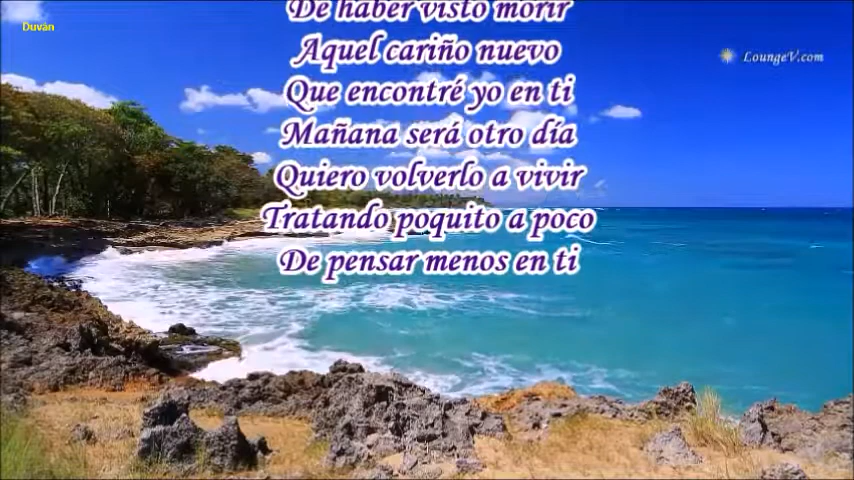 De haber visto morir
Duván
Aquel cariño nuevo
LoungeV.com
Que encontré yo en ti
Mañana será otro día
Quiero volverlo a vivir
Tratando poquito a poco
De pensar menos en ti